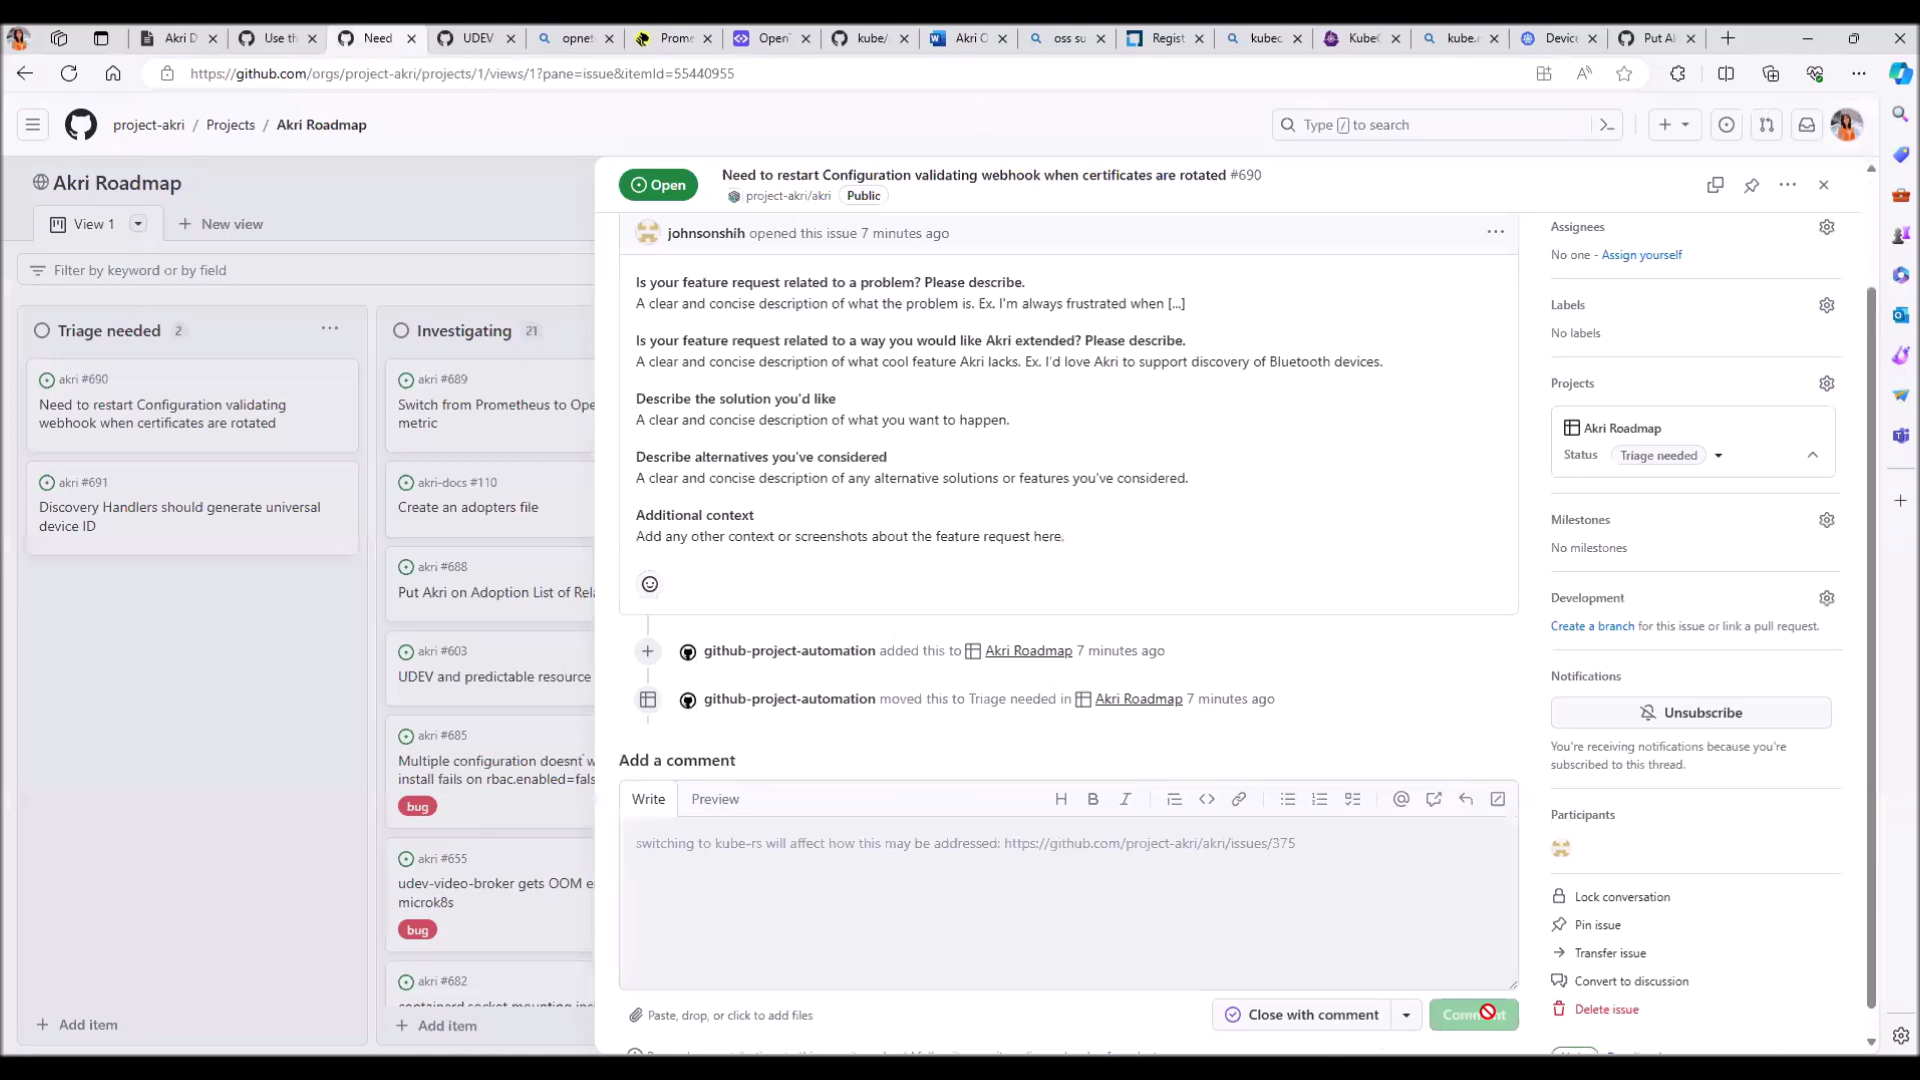 Akri D
Use th
Need
UDEV
opnet
Prome
OpenT
kube/
Akri O
oss su
Regist
kubec
KubeC
kube.r
Device
Put Al
https://github.com/orgs/project-akri/projects/1/views/1?pane=issue&itemId=55440955
project-akri / Projects / Akri Roadmap
Type / to search
Akri Roadmap
View 1
New view
Filter by keyword or by field
Triage needed 2
akri #690
Need to restart Configuration validating
webhook when certificates are rotated
akri #691
Discovery Handlers should generate universal
device ID
Add item
Investigating 21
akri #689
Switch from Prometheus to Ope
metric
akri-docs #110
Create an adopters file
akri #688
Put Akri on Adoption List of Rela
akri #603
UDEV and predictable resource
akri #685
Multiple configuration doesnt` w
install fails on rbac.enabled=fals
bug
akri #655
udev-video-broker gets OOM e
microk8s
bug
akri #682
containerd socket mounting
Add item
Open
Need to restart Configuration validating webhook when certificates are rotated #690
project-akri/akri Public
johnsonshih opened this issue 7 minutes ago
Is your feature request related to a problem? Please describe.
A clear and concise description of what the problem is. Ex. I'm always frustrated when [...]
Is your feature request related to a way you would like Akri extended? Please describe.
A clear and concise description of what cool feature Akri lacks. Ex. I'd love Akri to support discovery of Bluetooth devices.
Describe the solution you'd like
A clear and concise description of what you want to happen.
Describe alternatives you've considered
A clear and concise description of any alternative solutions or features you've considered.
Additional context
Add any other context or screenshots about the feature request here.
github-project-automation added this to Akri Roadmap 7 minutes ago
github-project-automation moved this to Triage needed in Akri Roadmap 7 minutes ago
Add a comment
Write
Preview
switching to kube-rs will affect how this may be addressed: https://github.com/project-akri/akri/issues/375
Paste, drop, or click to add files
Close with comment
Comment
Assignees
No one - Assign yourself
Labels
No labels
Projects
Akri Roadmap
Status Triage needed
Milestones
No milestones
Development
Create a branch for this issue or link a pull request.
Notifications
Unsubscribe
You're receiving notifications because you're
subscribed to this thread.
Participants
Lock conversation
Pin issue
Transfer issue
Convert to discussion
Delete issue